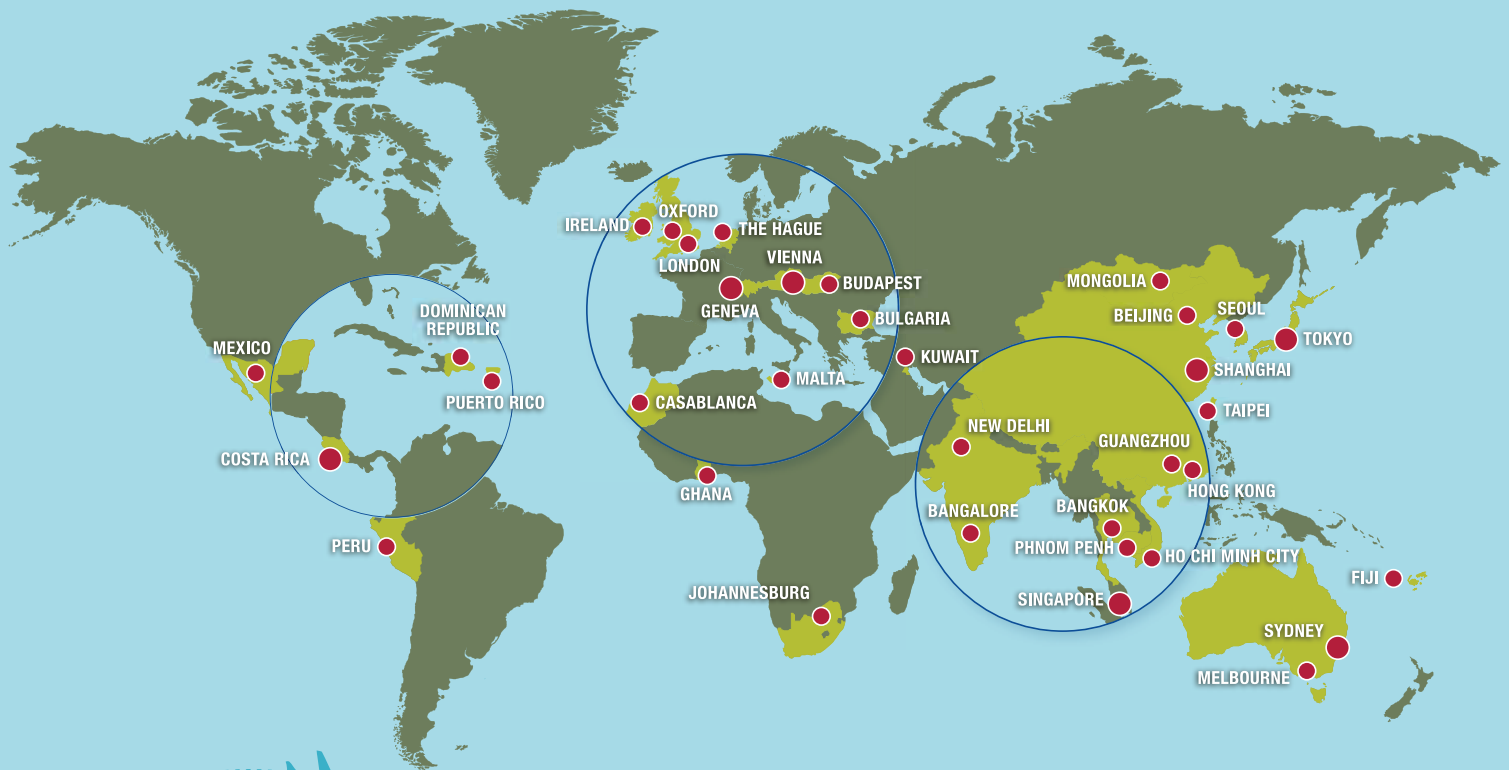 IRELAND
OXFORD
THE HAGUE
LONDON
VIENNA
BUDAPEST
GENEVA
BULGARIA
MALTA
CASABLANCA
KUWAIT
GHANA
JOHANNESBURG
DOMINICAN
REPUBLIC
MEXICO
PUERTO RICO
COSTA RICA
PERU
MONGOLIA
BEIJING
SEOUL
TOKYO
SHANGHAI
TAIPEI
NEW DELHI
GUANGZHOU
HONG KONG
BANGALORE
BANGKOK
PHNOM PENH
HO CHI MINH CITY
SINGAPORE
FIJI
SYDNEY
MELBOURNE